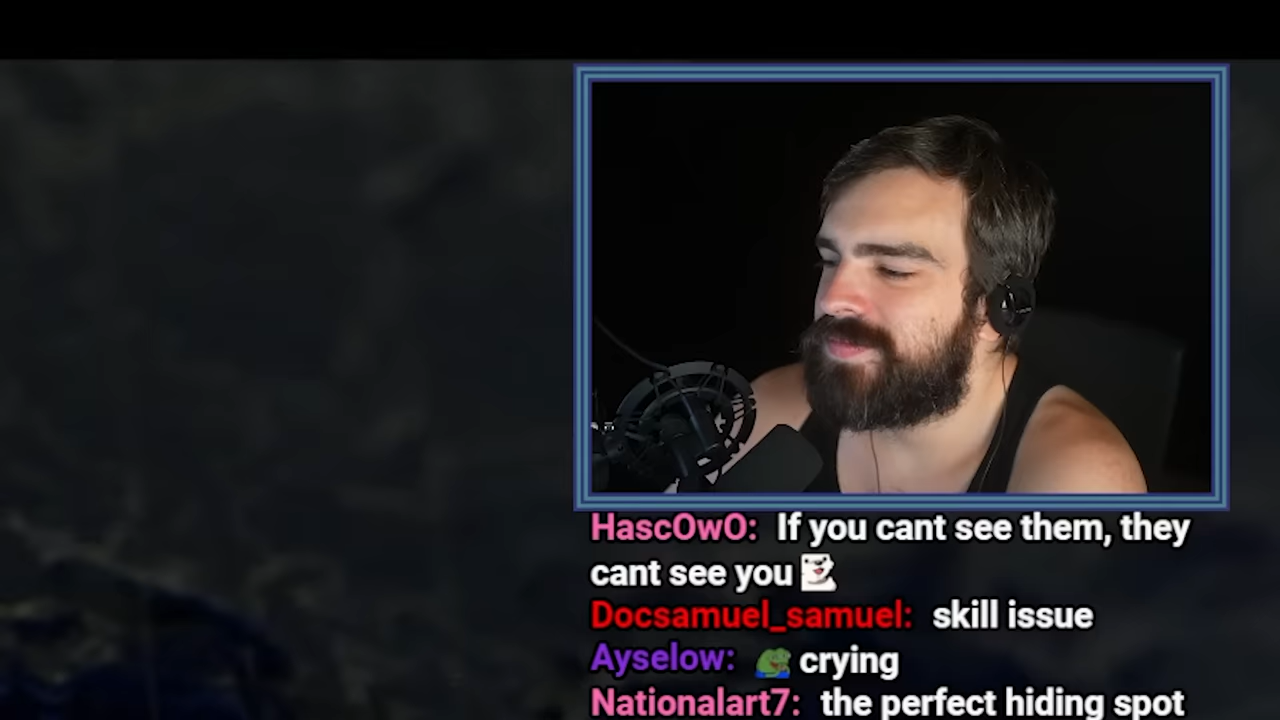 HascOwO: If you cant see them, they
cant see you
Docsamuel_samuel: skill issue
Ayselow: crying
Nationalart7: the perfect hiding spot